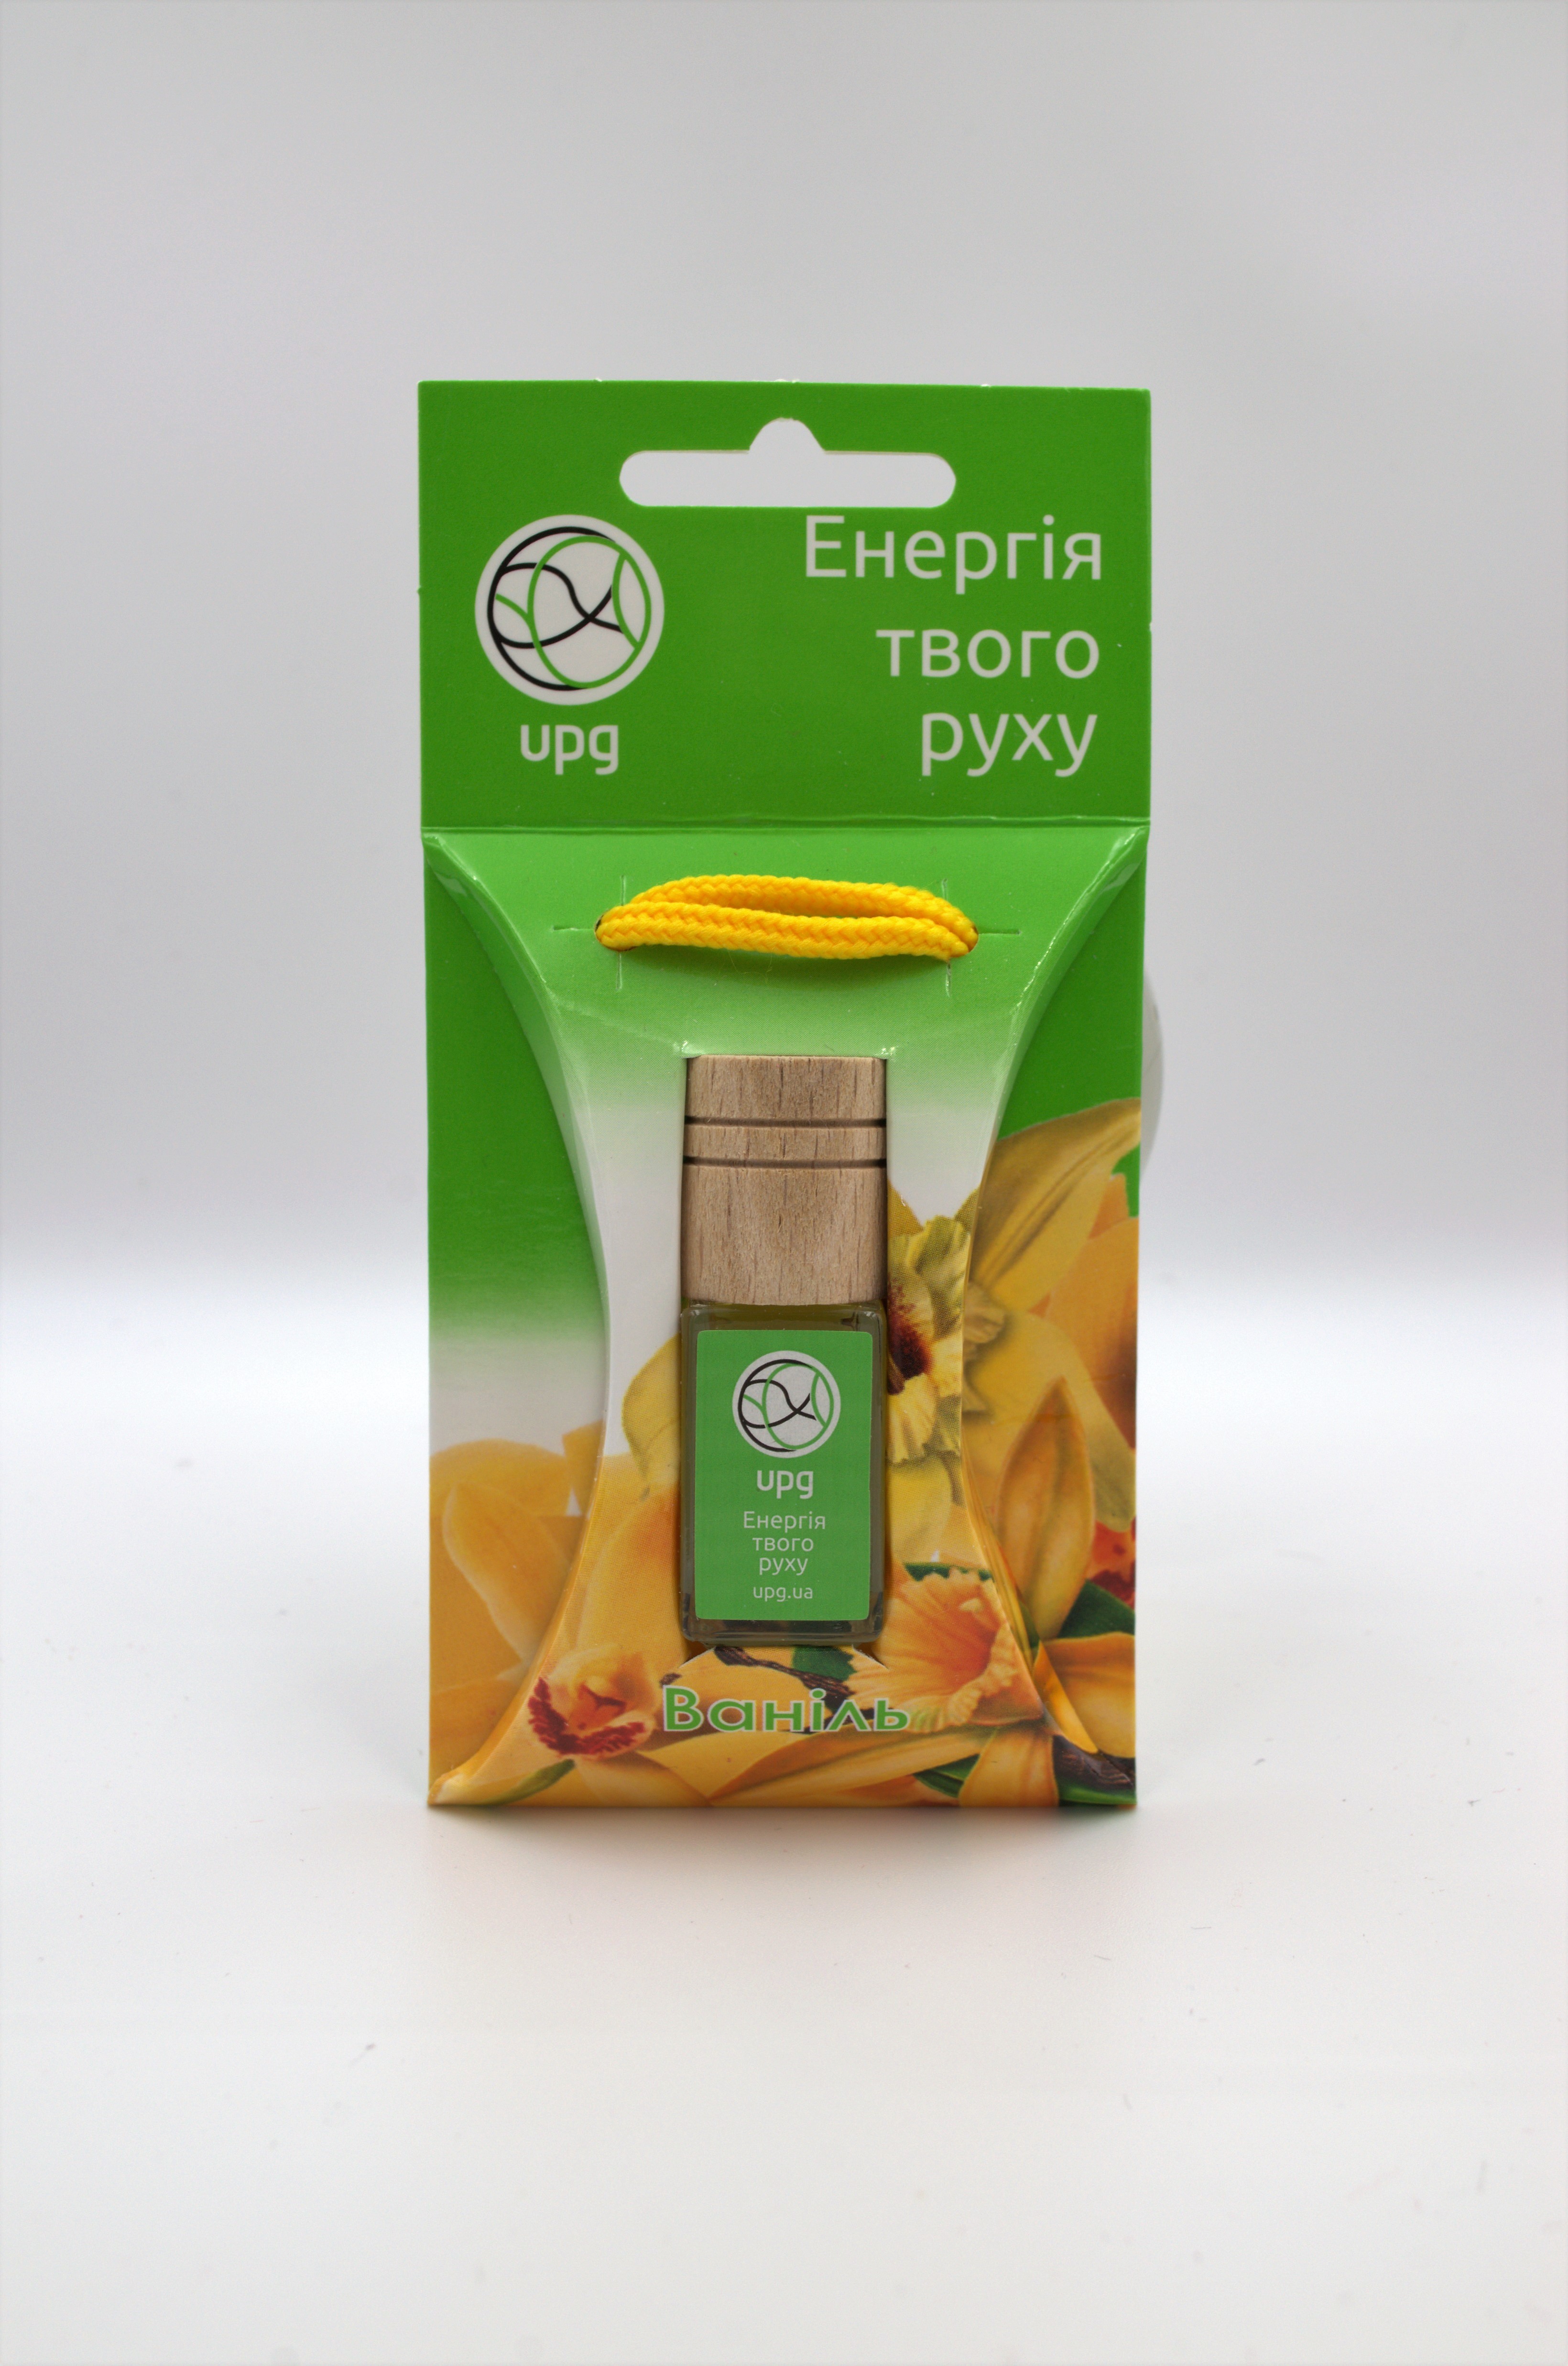 Енергія
твого
руху
upg
upg
Енергія
твого
руху
upg.ua
Ваніль